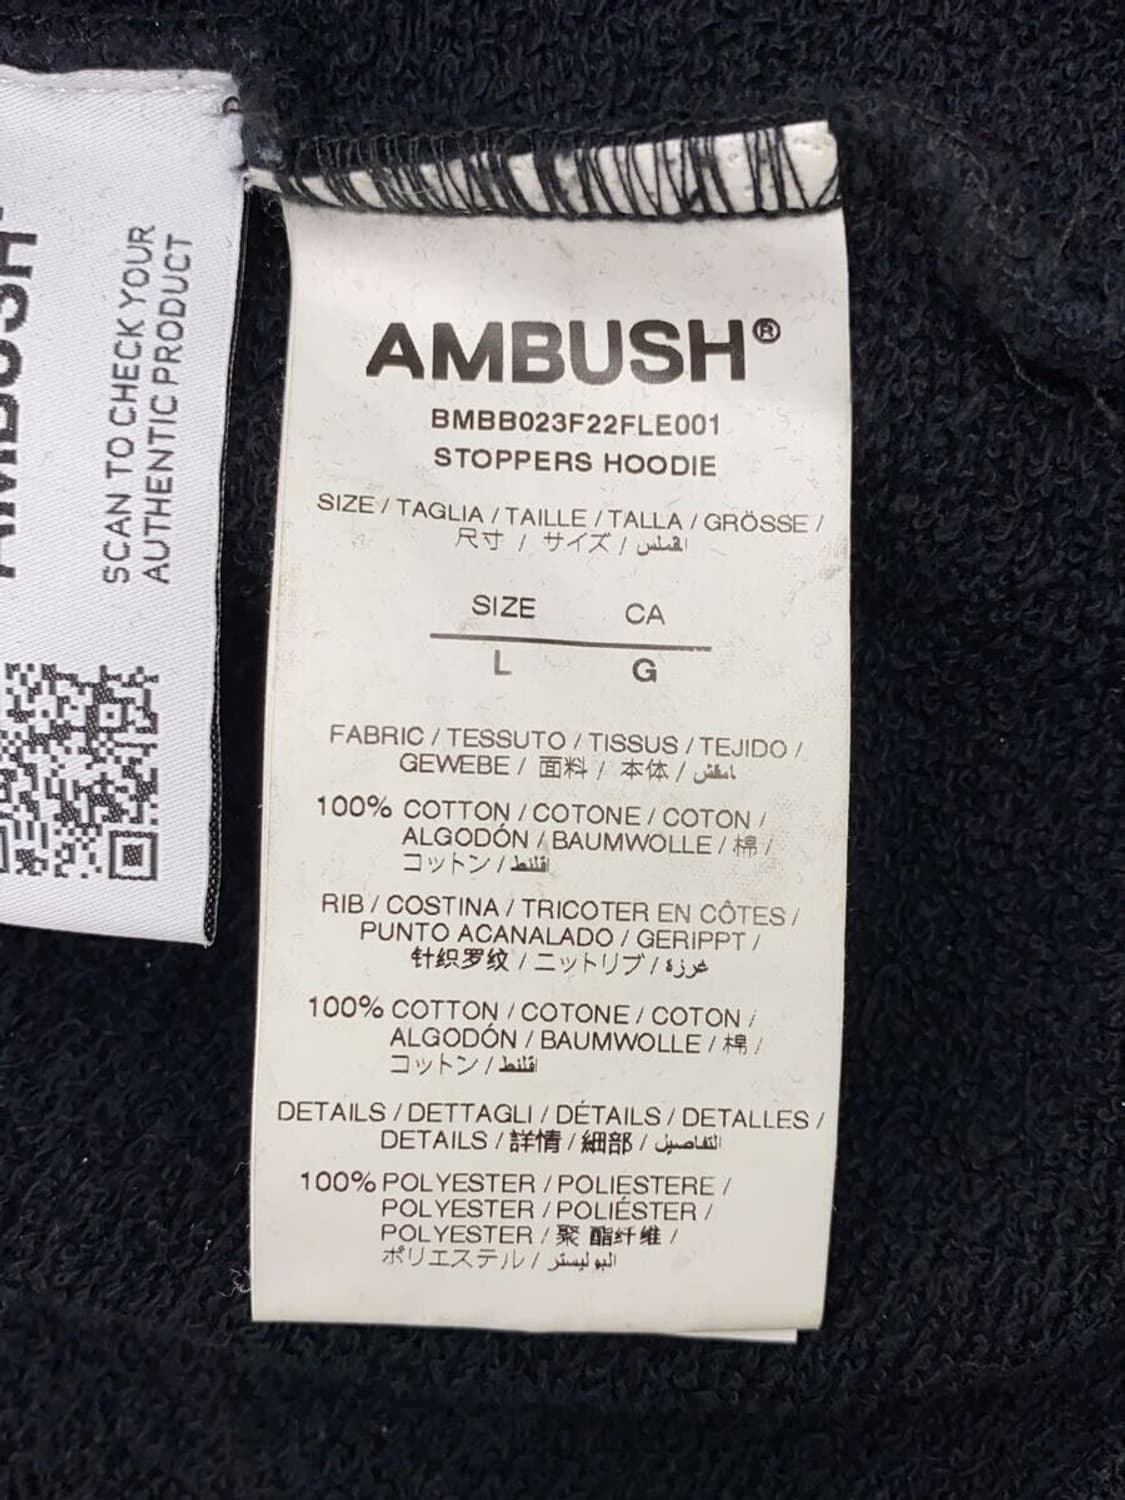 AMBUSH
SCAN TO CHECK YOUR
AUTHENTIC PRODUCT
AMBUSH®
BMBB023F22FLE001
STOPPERS HOODIE
SIZE / TAGLIA / TAILLE / TALLA / GRÖSSE /
尺寸 / サイズ /
SIZE CA
L G
FABRIC / TESSUTO / TISSUS / TEJIDO /
GEWEBE / 面料 / 本体 /
100% COTTON / COTONE / COTON /
ALGODÓN / BAUMWOLLE / 棉 /
コットン /
RIB / COSTINA / TRICOTER EN CÔTES /
PUNTO ACANALADO / GERIPPT /
针织罗纹 / ニットリブ /
100% COTTON / COTONE / COTON /
ALGODÓN / BAUMWOLLE / 棉 /
コットン /
DETAILS / DETTAGLI / DÉTAILS / DETALLES /
DETAILS / 詳情 / 細部 / التفاصيل
100% POLYESTER / POLIESTERE /
POLYESTER / POLIÉSTER /
POLYESTER / 聚 酯纤维 /
ポリエステル / البوليستر